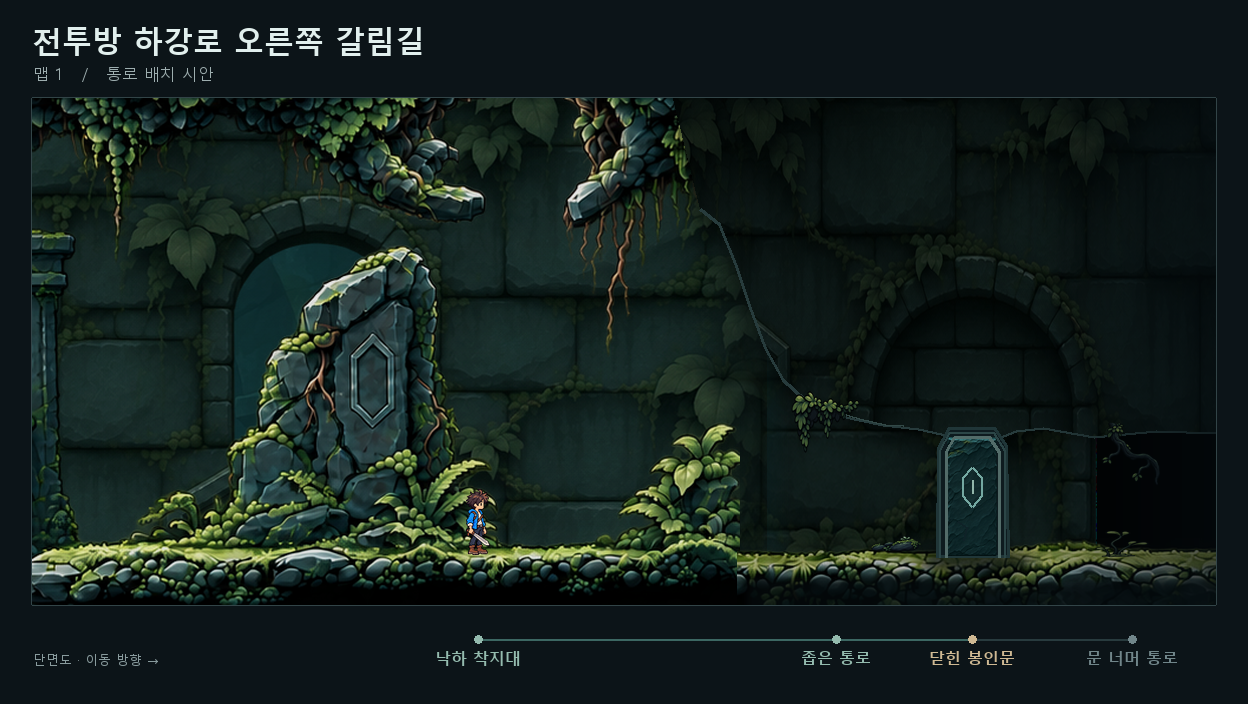 전투방 하강로 오른쪽 갈림길
맵 1 / 통로 배치 시안
단면도 · 이동 방향 →
낙하 착지대
좁은 통로
닫힌 봉인문
문 너머 통로